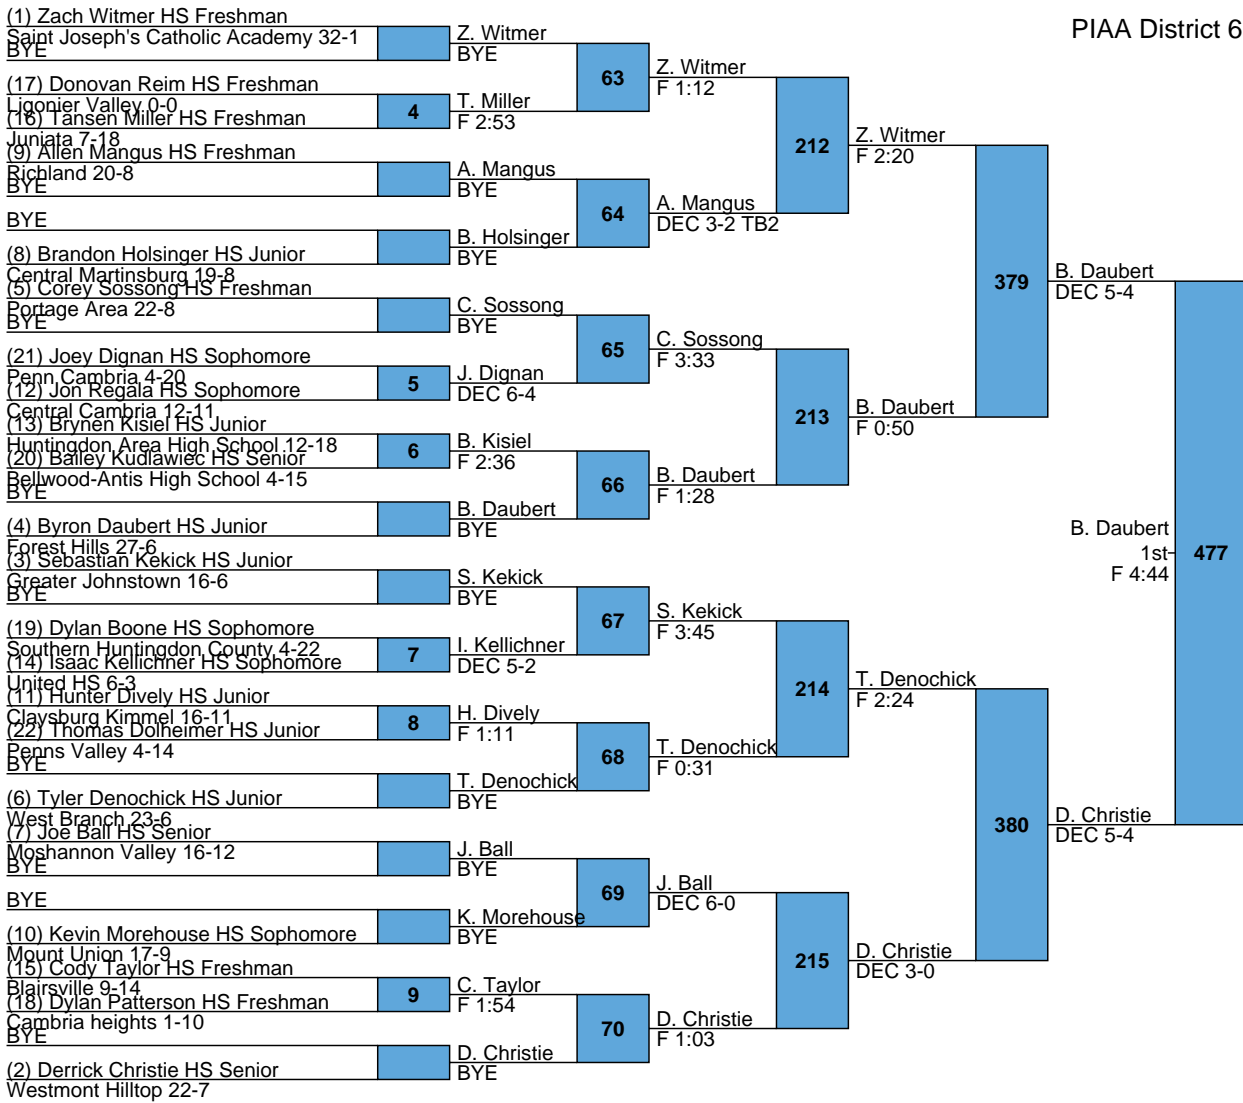 PIAA District 6
(1) Zach Witmer HS Freshman
Saint Joseph's Catholic Academy 32-1
BYE
(17) Donovan Reim HS Freshman
Ligonier Valley 0-0
(16) Tansen Miller HS Freshman
Juniata 7-18
(9) Allen Mangus HS Freshman
Richland 20-8
BYE
BYE
(8) Brandon Holsinger HS Junior
Central Martinsburg 19-8
(5) Corey Sossong HS Freshman
Portage Area 22-8
BYE
(21) Joey Dignan HS Sophomore
Penn Cambria 4-20
(12) Jon Regala HS Sophomore
Central Cambria 12-11
(13) Brynen Kisiel HS Junior
Huntingdon Area High School 12-18
(20) Bailey Kudlawiec HS Senior
Bellwood-Antis High School 4-15
BYE
(4) Byron Daubert HS Junior
Forest Hills 27-6
(3) Sebastian Kekick HS Junior
Greater Johnstown 16-6
BYE
(19) Dylan Boone HS Sophomore
Southern Huntingdon County 4-22
(14) Isaac Kellichner HS Sophomore
United HS 6-3
(11) Hunter Dively HS Junior
Claysburg Kimmel 16-11
(22) Thomas Dolheimer HS Junior
Penns Valley 4-14
BYE
(6) Tyler Denochick HS Junior
West Branch 23-6
(7) Joe Ball HS Senior
Moshannon Valley 16-12
BYE
BYE
(10) Kevin Morehouse HS Sophomore
Mount Union 17-9
(15) Cody Taylor HS Freshman
Blairsville 9-14
(18) Dylan Patterson HS Freshman
Cambria heights 1-10
BYE
(2) Derrick Christie HS Senior
Westmont Hilltop 22-7
4
5
6
7
8
9
Z. Witmer
BYE
T. Miller
F 2:53
A. Mangus
BYE
B. Holsinger
BYE
C. Sossong
BYE
J. Dignan
DEC 6-4
B. Kisiel
F 2:36
B. Daubert
BYE
S. Kekick
BYE
I. Kellichner
DEC 5-2
H. Dively
F 1:11
T. Denochick
BYE
J. Ball
BYE
K. Morehouse
BYE
C. Taylor
F 1:54
D. Christie
BYE
63
64
65
66
67
68
69
70
Z. Witmer
F 1:12
A. Mangus
DEC 3-2 TB2
C. Sossong
F 3:33
B. Daubert
F 1:28
S. Kekick
F 3:45
T. Denochick
F 0:31
J. Ball
DEC 6-0
D. Christie
F 1:03
212
213
214
215
Z. Witmer
F 2:20
B. Daubert
F 0:50
T. Denochick
F 2:24
D. Christie
DEC 3-0
379
380
B. Daubert
DEC 5-4
D. Christie
DEC 5-4
B. Daubert
1st
F 4:44
477